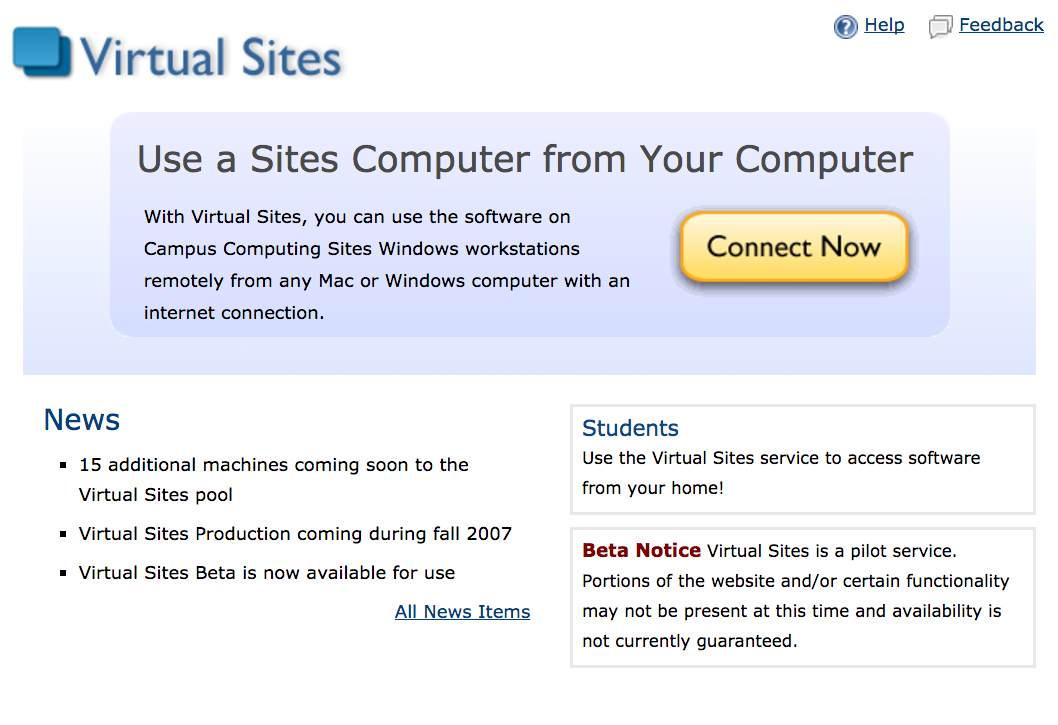 Help
Feedback
Virtual Sites
Use a Sites Computer from Your Computer
With Virtual Sites, you can use the software on
Campus Computing Sites Windows workstations
remotely from any Mac or Windows computer with an
internet connection.
Connect Now
News
15 additional machines coming soon to the
Virtual Sites pool
Virtual Sites Production coming during fall 2007
Virtual Sites Beta is now available for use
All News Items
Students
Use the Virtual Sites service to access software
from your home!
Beta Notice Virtual Sites is a pilot service.
Portions of the website and/or certain functionality
may not be present at this time and availability is
not currently guaranteed.